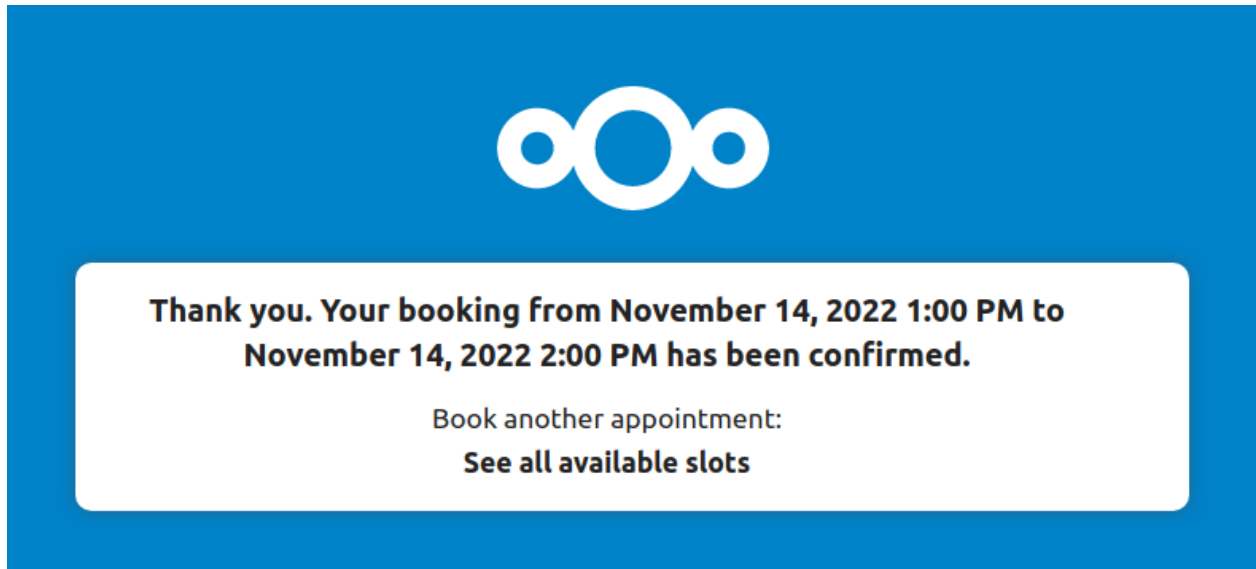 Thank you. Your booking from November 14, 2022 1:00 PM to
November 14, 2022 2:00 PM has been confirmed.
Book another appointment:
See all available slots